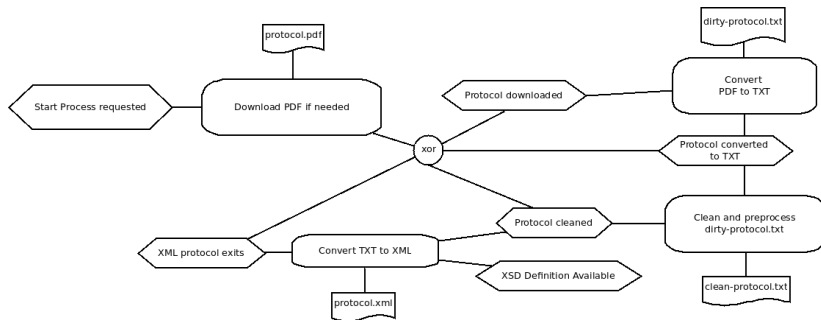 dirty-protocol.txt
protocol.pdf
Convert
PDF to TXT
Protocol downloaded
Start Process requested
Download PDF if needed
xor
Protocol converted
to TXT
Protocol cleaned
Clean and preprocess
dirty-protocol.txt
XML protocol exits
Convert TXT to XML
XSD Definition Available
clean-protocol.txt
protocol.xml